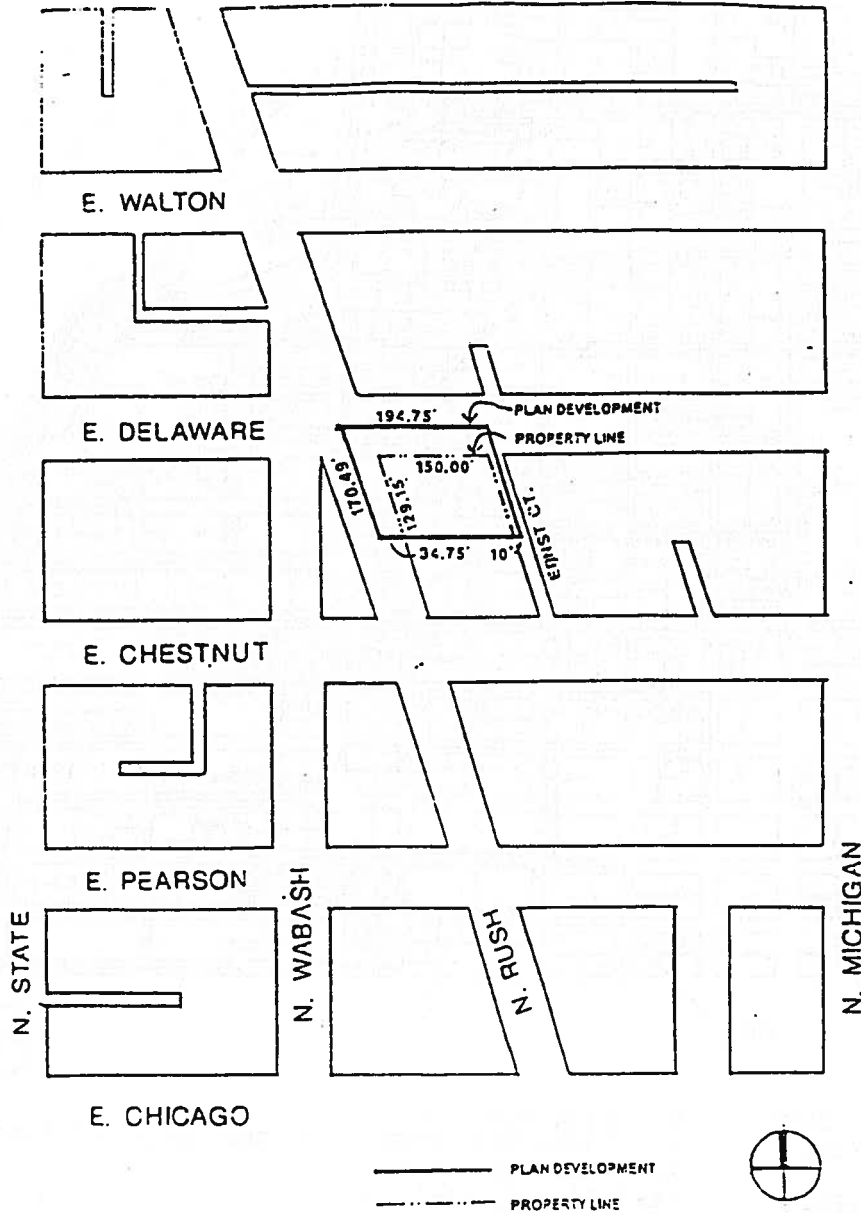 E. WALTON
194.75'
PLAN DEVELOPMENT
E. DELAWARE
PROPERTY LINE
150.00'
170.49'
129.15'
34.75'
10'
ERNST CT.
E. CHESTNUT
E. PEARSON
N. STATE
N. WABASH
N. RUSH
N. MICHIGAN
E. CHICAGO
PLAN DEVELOPMENT
PROPERTY LINE